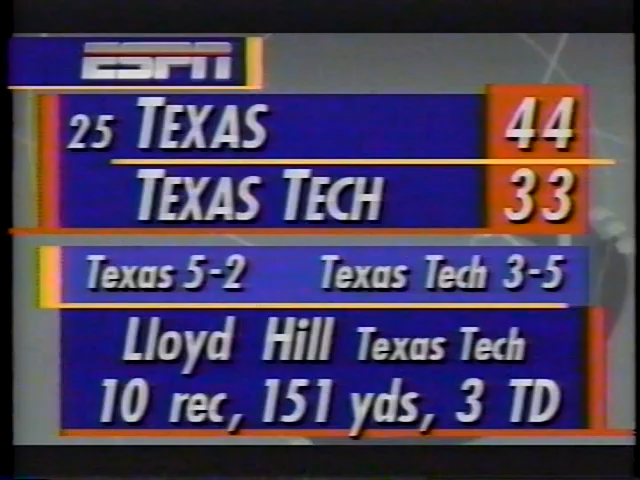 ESPN
25 TEXAS 44
TEXAS TECH 33
Texas 5-2 Texas Tech 3-5
Lloyd Hill Texas Tech
10 rec, 151 yds, 3 TD